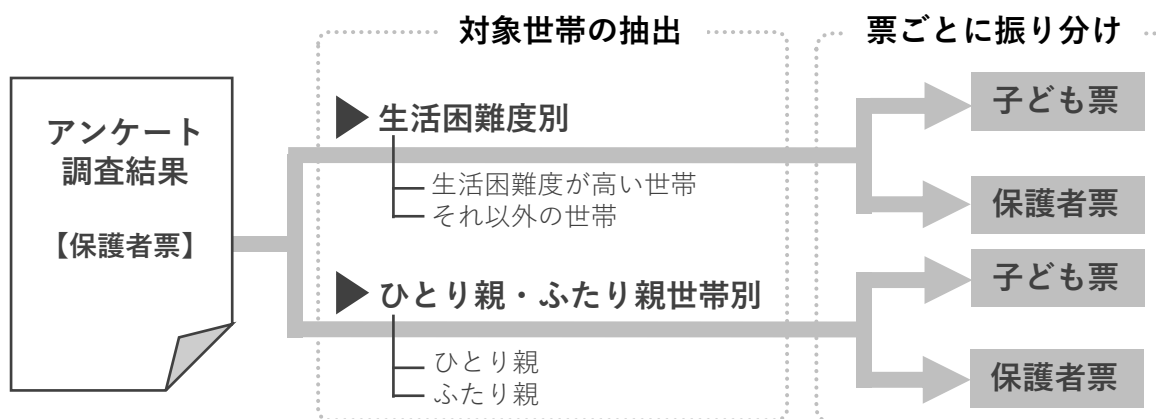 対象世帯の抽出
票ごとに振り分け
アンケート
調査結果
【保護者票】
生活困難度別
生活困難度が高い世帯
それ以外の世帯
ひとり親・ふたり親世帯別
ひとり親
ふたり親
子ども票
保護者票
子ども票
保護者票